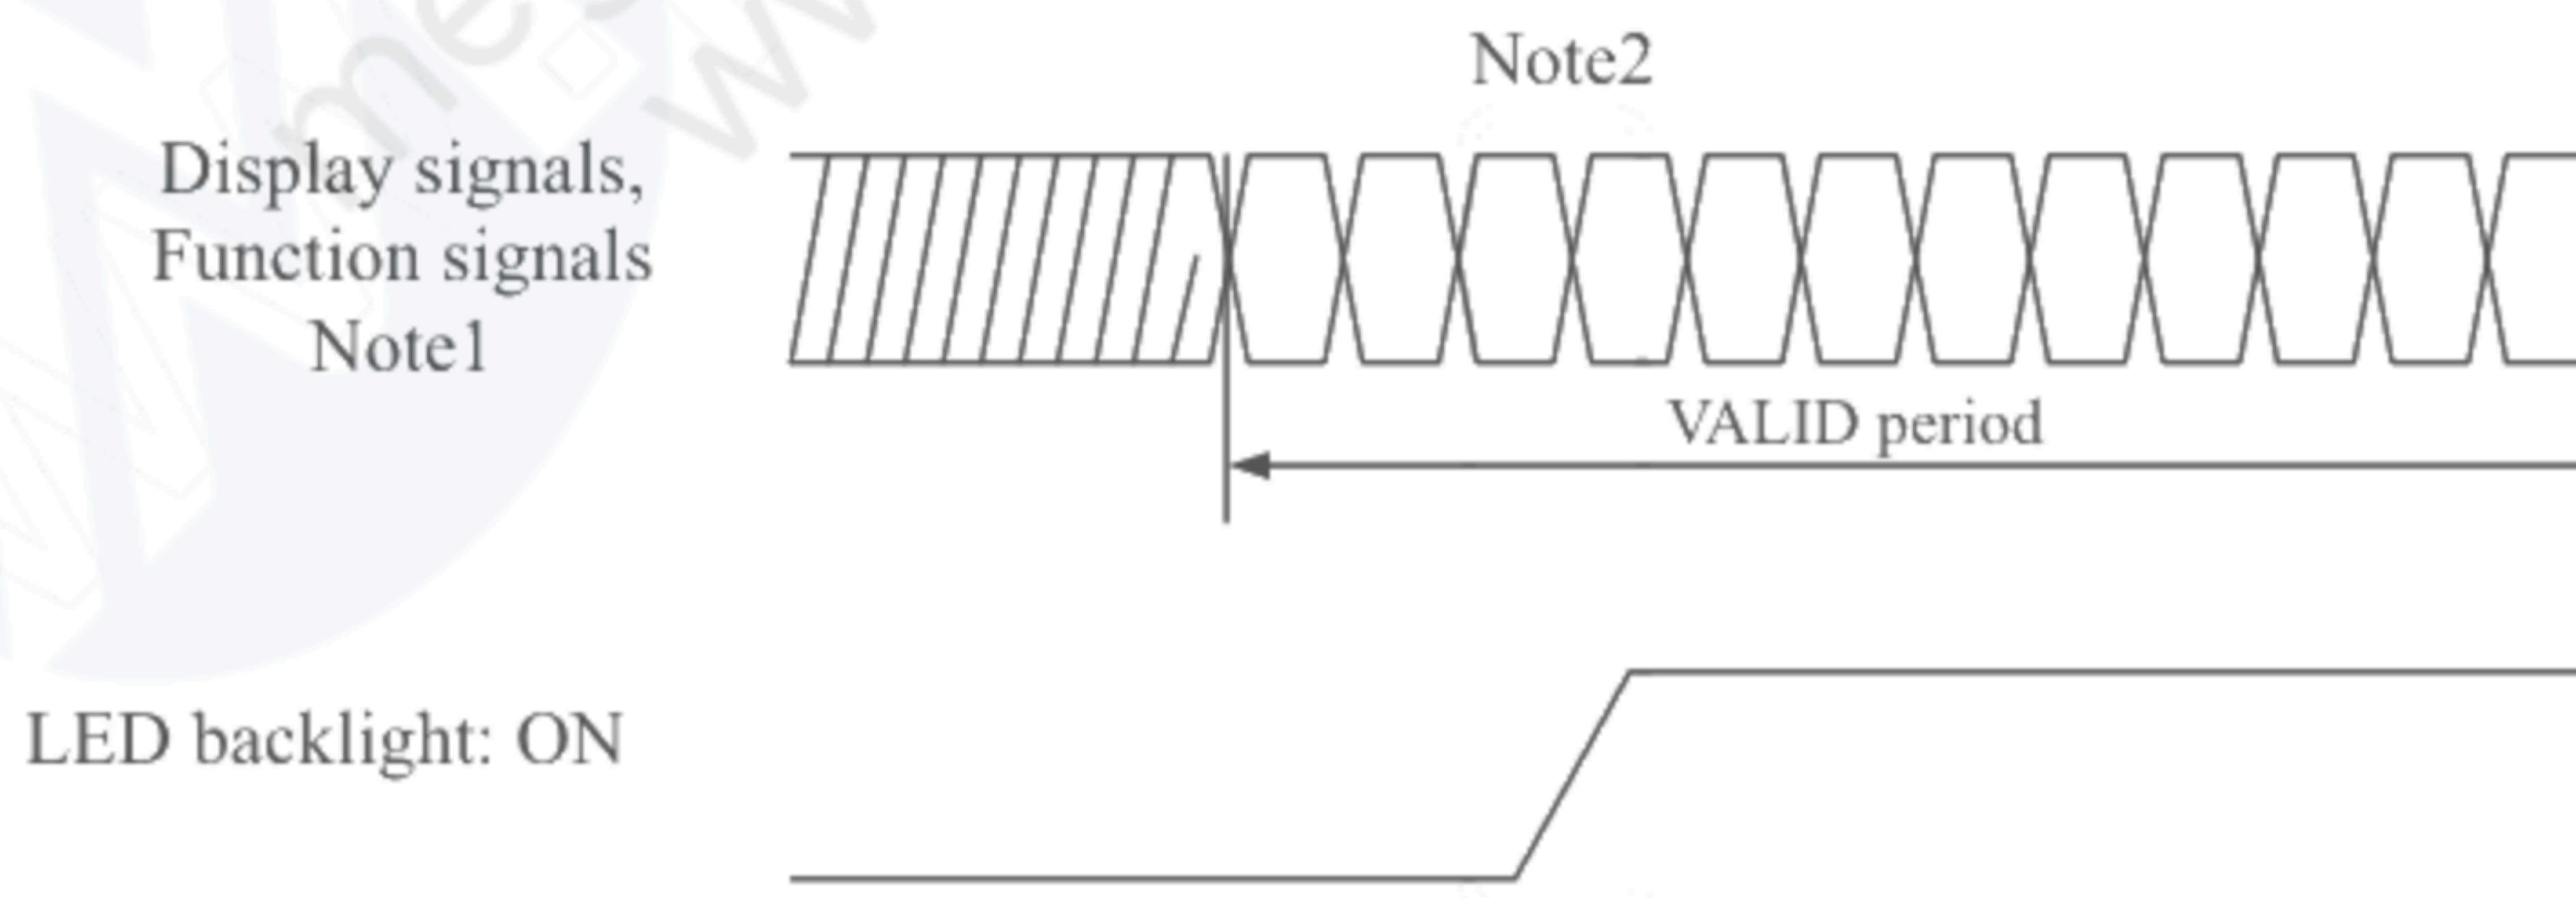 Note2
Display signals,
Function signals
Note1
VALID period
LED backlight: ON